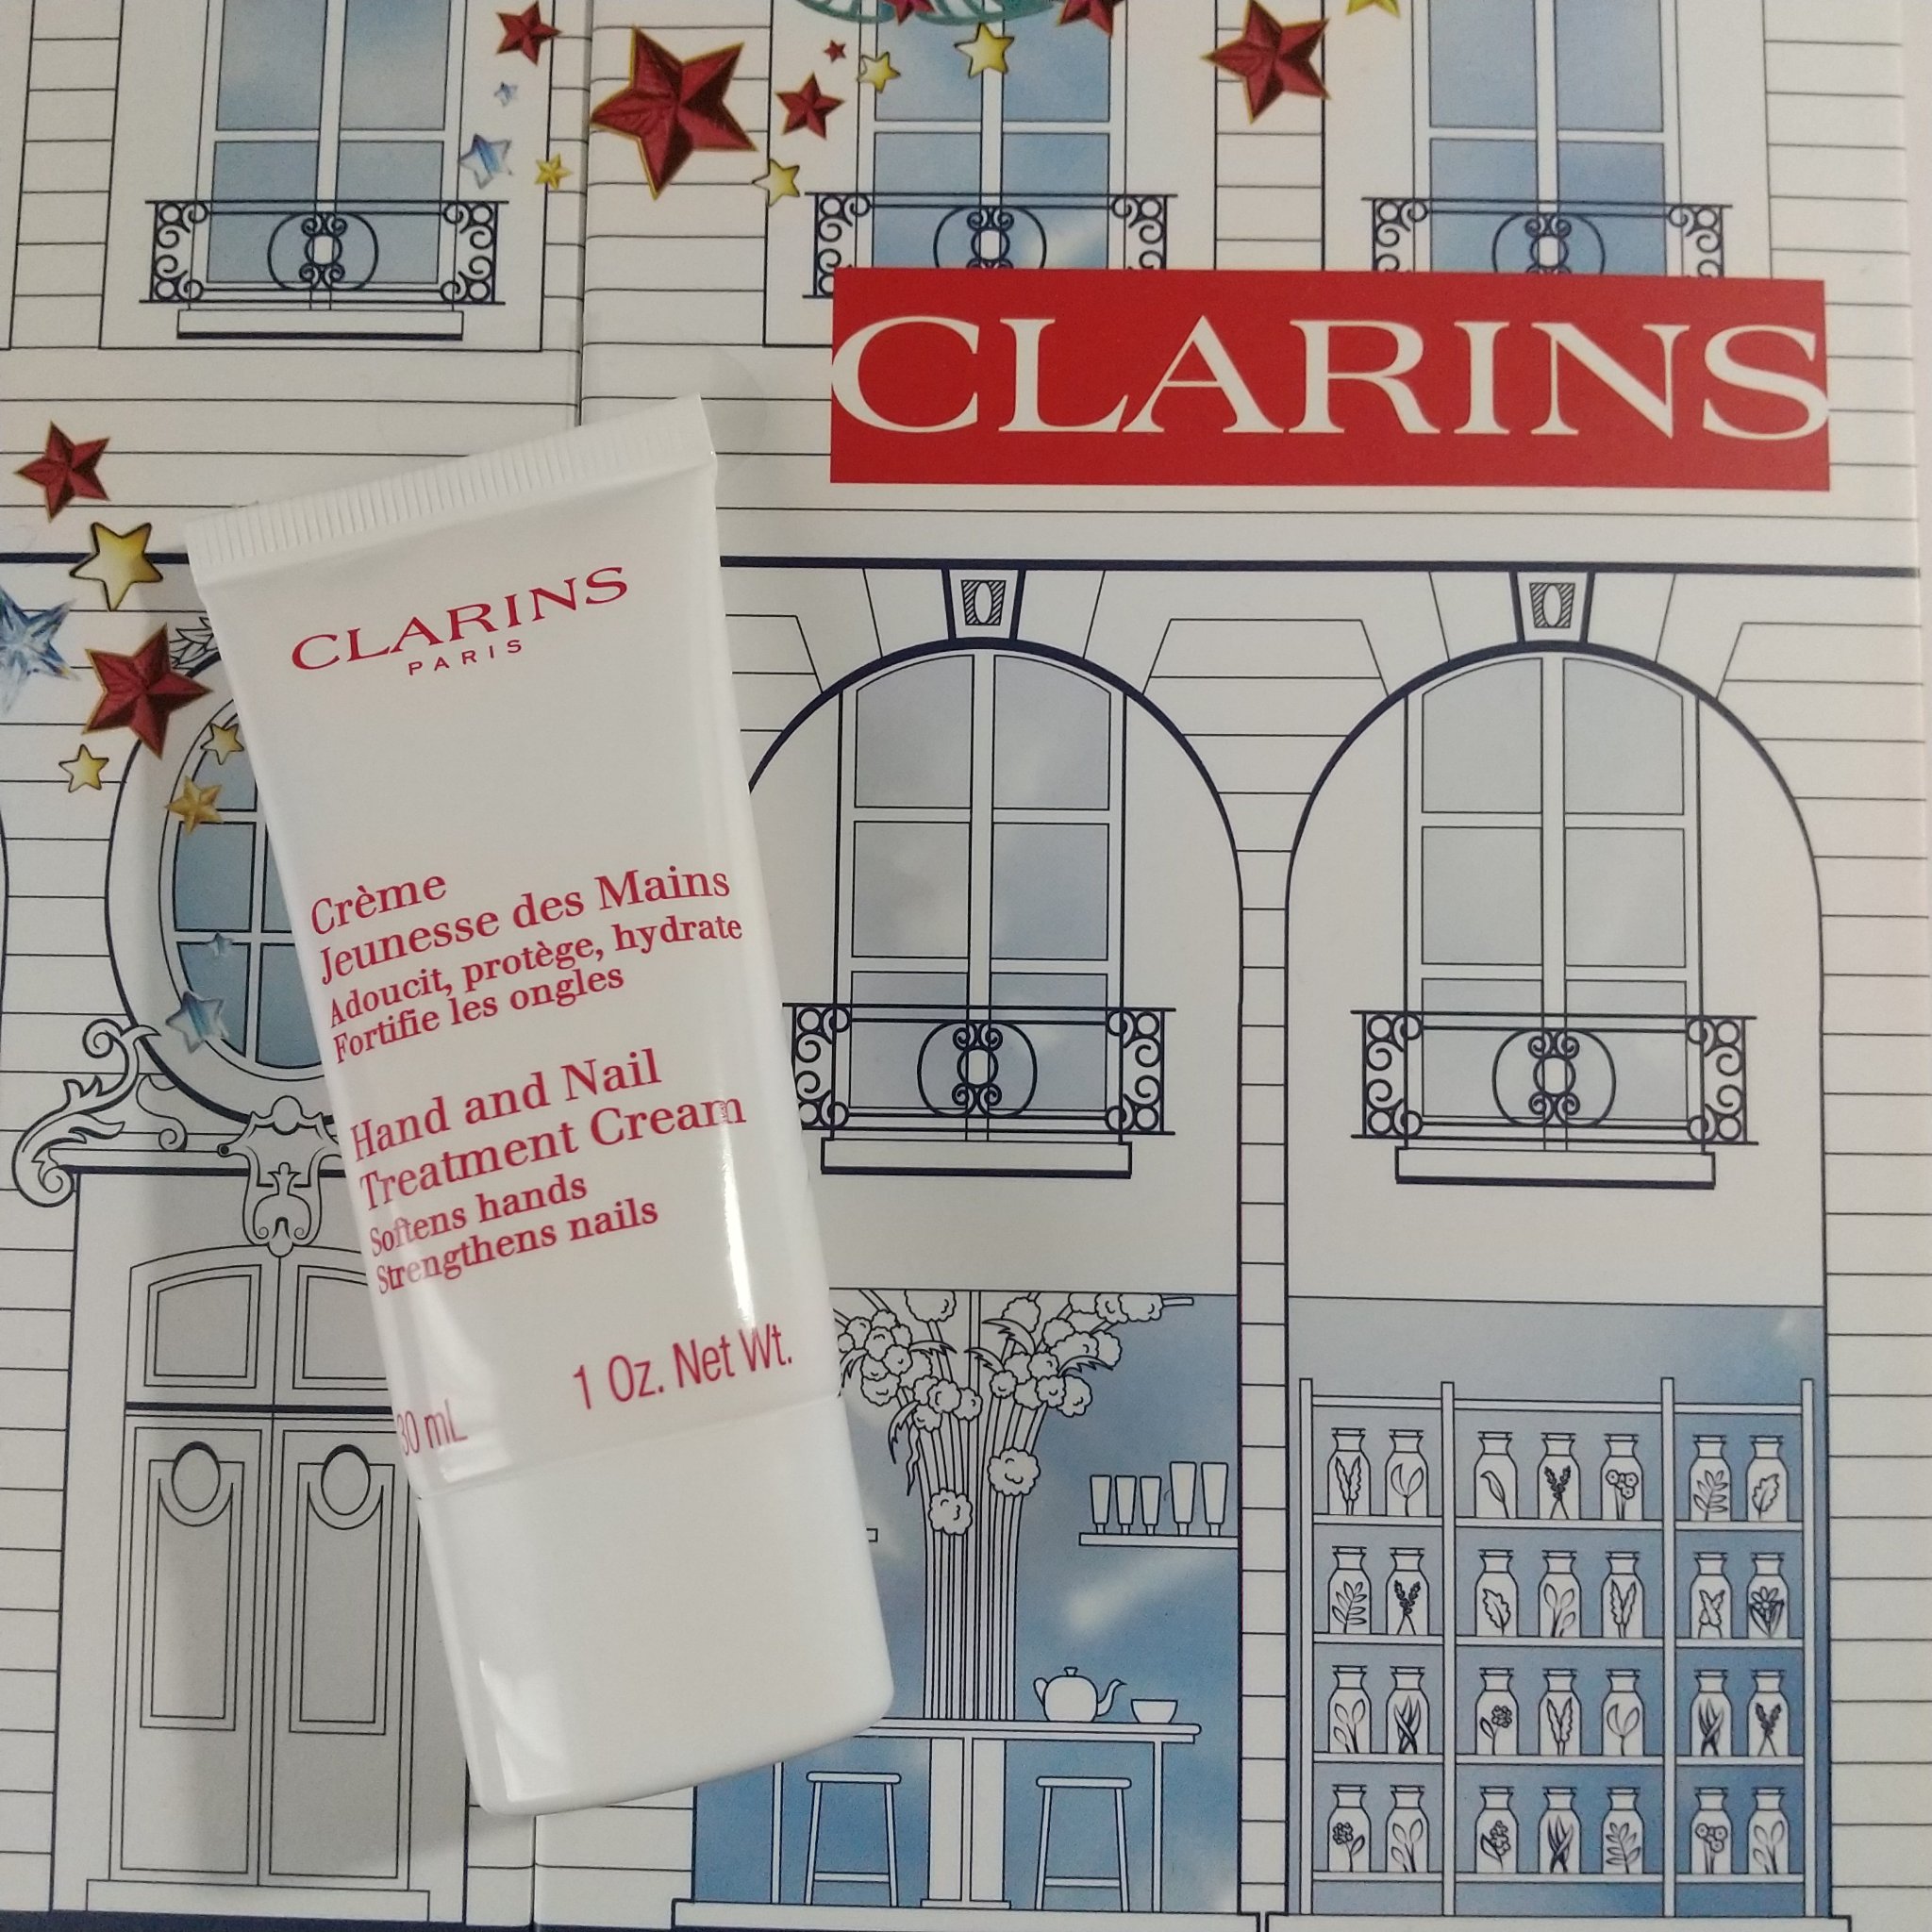 CLARINS
CLARINS
PARIS
Crème
Jeunesse des Mains
Adoucit, protège, hydrate
Fortifie les ongles
Hand and Nail
Treatment Cream
Softens hands
Strengthens nails
30 mL 1 Oz. Net Wt.